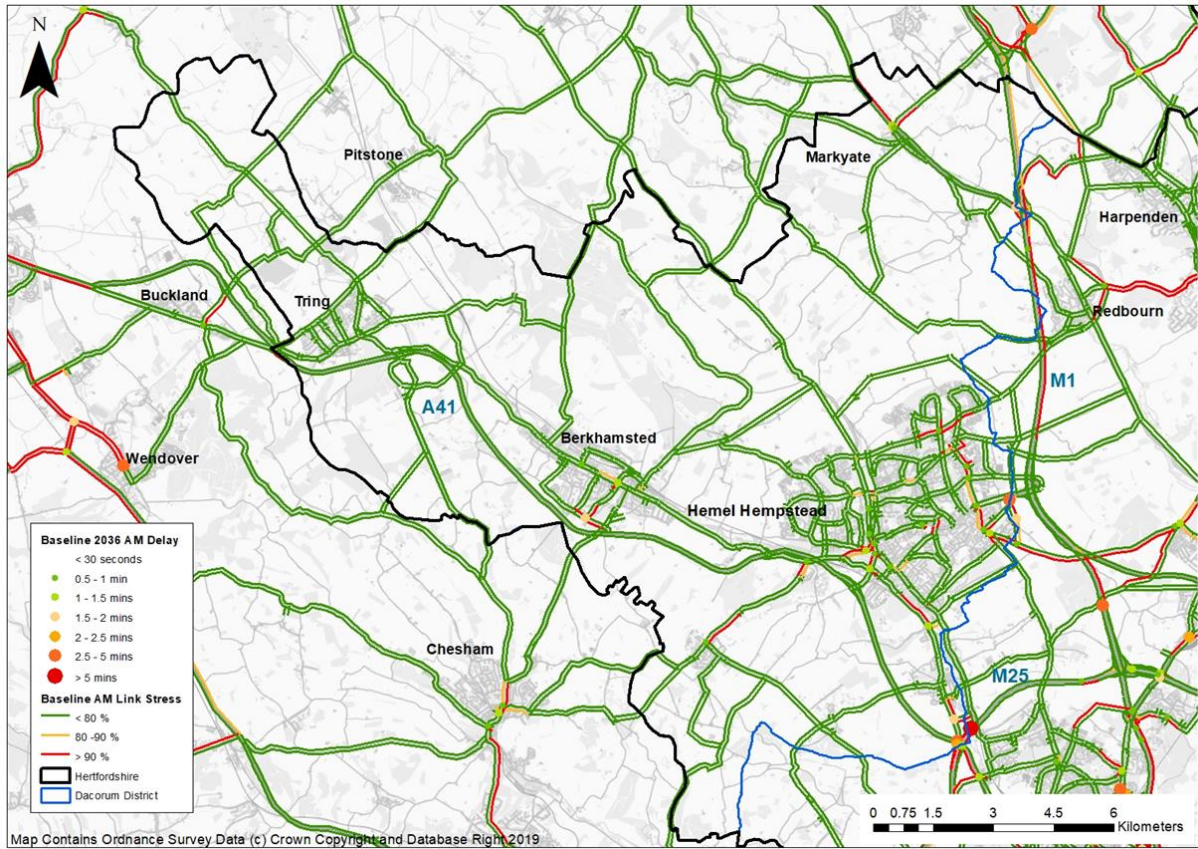 N
Pitstone
Markyate
Harpenden
Buckland
Tring
Redbourn
M1
A41
Berkhamsted
Wendover
Hemel Hempstead
Chesham
M25
Baseline 2036 AM Delay
< 30 seconds
0.5 - 1 min
1 - 1.5 mins
1.5 - 2 mins
2 - 2.5 mins
2.5 - 5 mins
> 5 mins
Baseline AM Link Stress
< 80 %
80 -90 %
> 90 %
Hertfordshire
Dacorum District
0 0.75 1.5 3 4.5 6
Kilometers
Map Contains Ordnance Survey Data (c) Crown Copyright and Database Right 2019